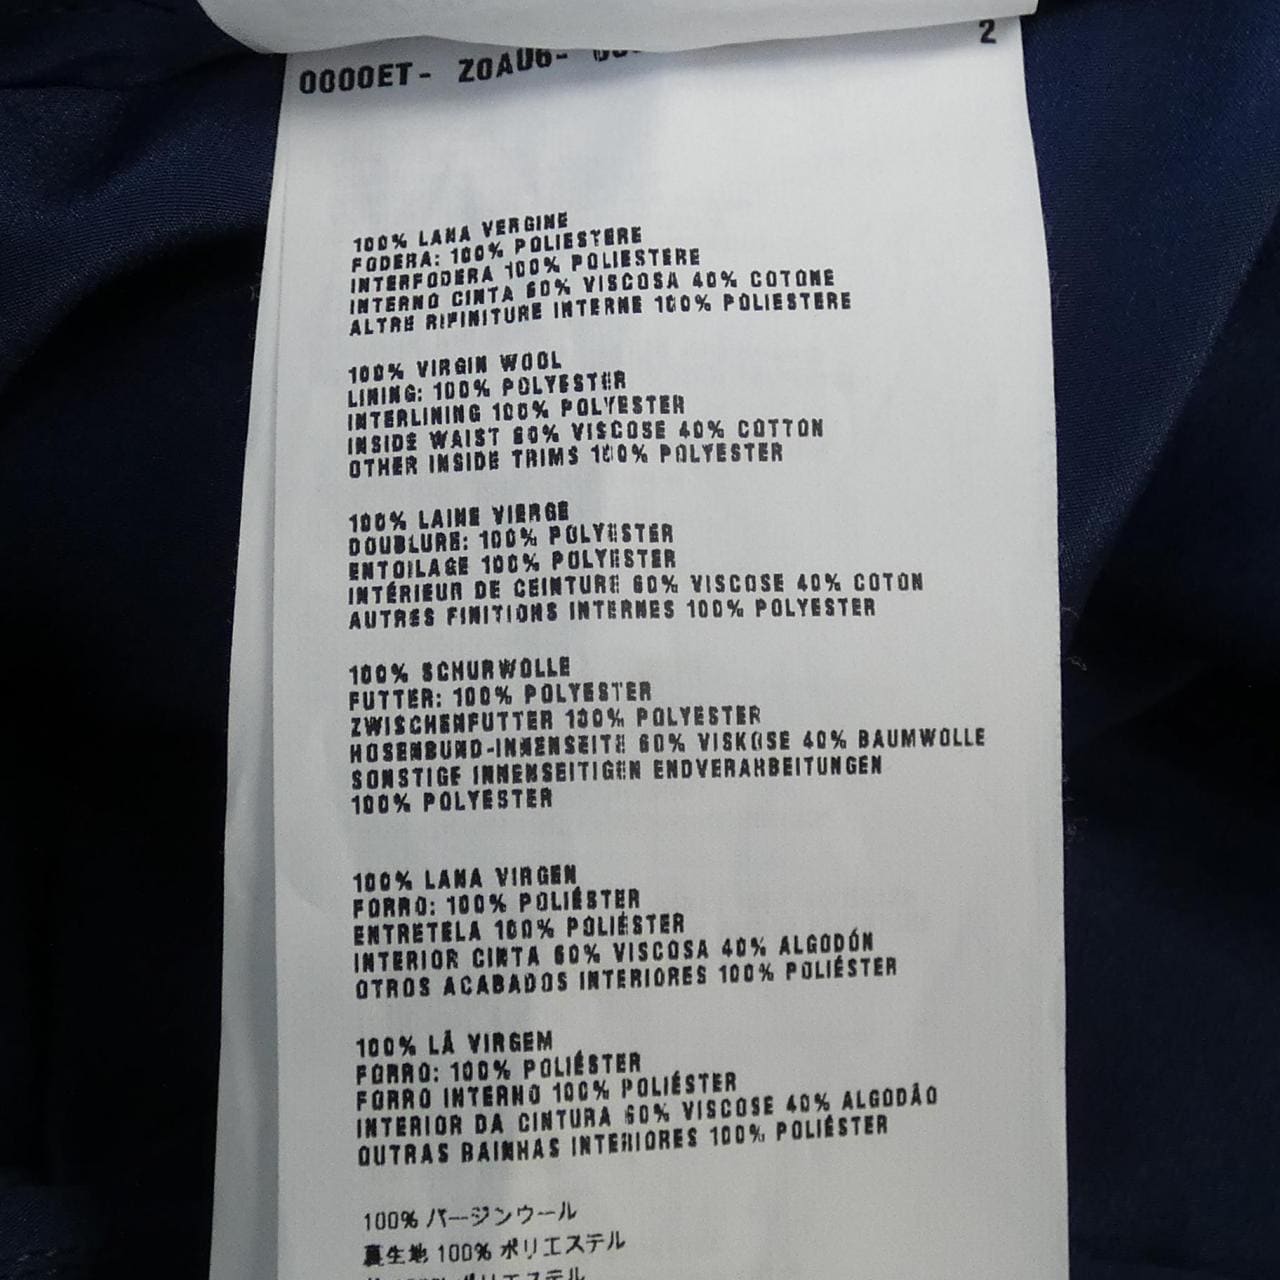 2
0000ET- Z0AU6-
100% LANA VERGINE
FODERA: 100% POLIESTERE
INTERFODERA 100% POLIESTERE
INTERNO CINTA 60% VISCOSA 40% COTONE
ALTRE RIFINITURE INTERNE 100% POLIESTERE
100% VIRGIN WOOL
LINING: 100% POLYESTER
INTERLINING 100% POLYESTER
INSIDE WAIST 60% VISCOSE 40% COTTON
OTHER INSIDE TRIMS 100% POLYESTER
100% LAINE VIERGE
DOUBLURE: 100% POLYESTER
ENTOILAGE 100% POLYESTER
INTÉRIEUR DE CEINTURE 60% VISCOSE 40% COTON
AUTRES FINITIONS INTERNES 100% POLYESTER
100% SCHURWOLLE
FUTTER: 100% POLYESTER
ZWISCHENFUTTER 100% POLYESTER
HOSENBUND-INNENSEITE 60% VISKOSE 40% BAUMWOLLE
SONSTIGE INNENSEITIGEN ENDVERARBEITUNGEN
100% POLYESTER
100% LANA VIRGEN
FORRO: 100% POLIÉSTER
ENTRETELA 100% POLIÉSTER
INTERIOR CINTA 60% VISCOSA 40% ALGODÓN
OTROS ACABADOS INTERIORES 100% POLIÉSTER
100% LÃ VIRGEM
FORRO: 100% POLIÉSTER
FORRO INTERNO 100% POLIÉSTER
INTERIOR DA CINTURA 60% VISCOSE 40% ALGODÃO
OUTRAS BAINHAS INTERIORES 100% POLIÉSTER
100% バージンウール
裏生地 100% ポリエステル
ポリエステル